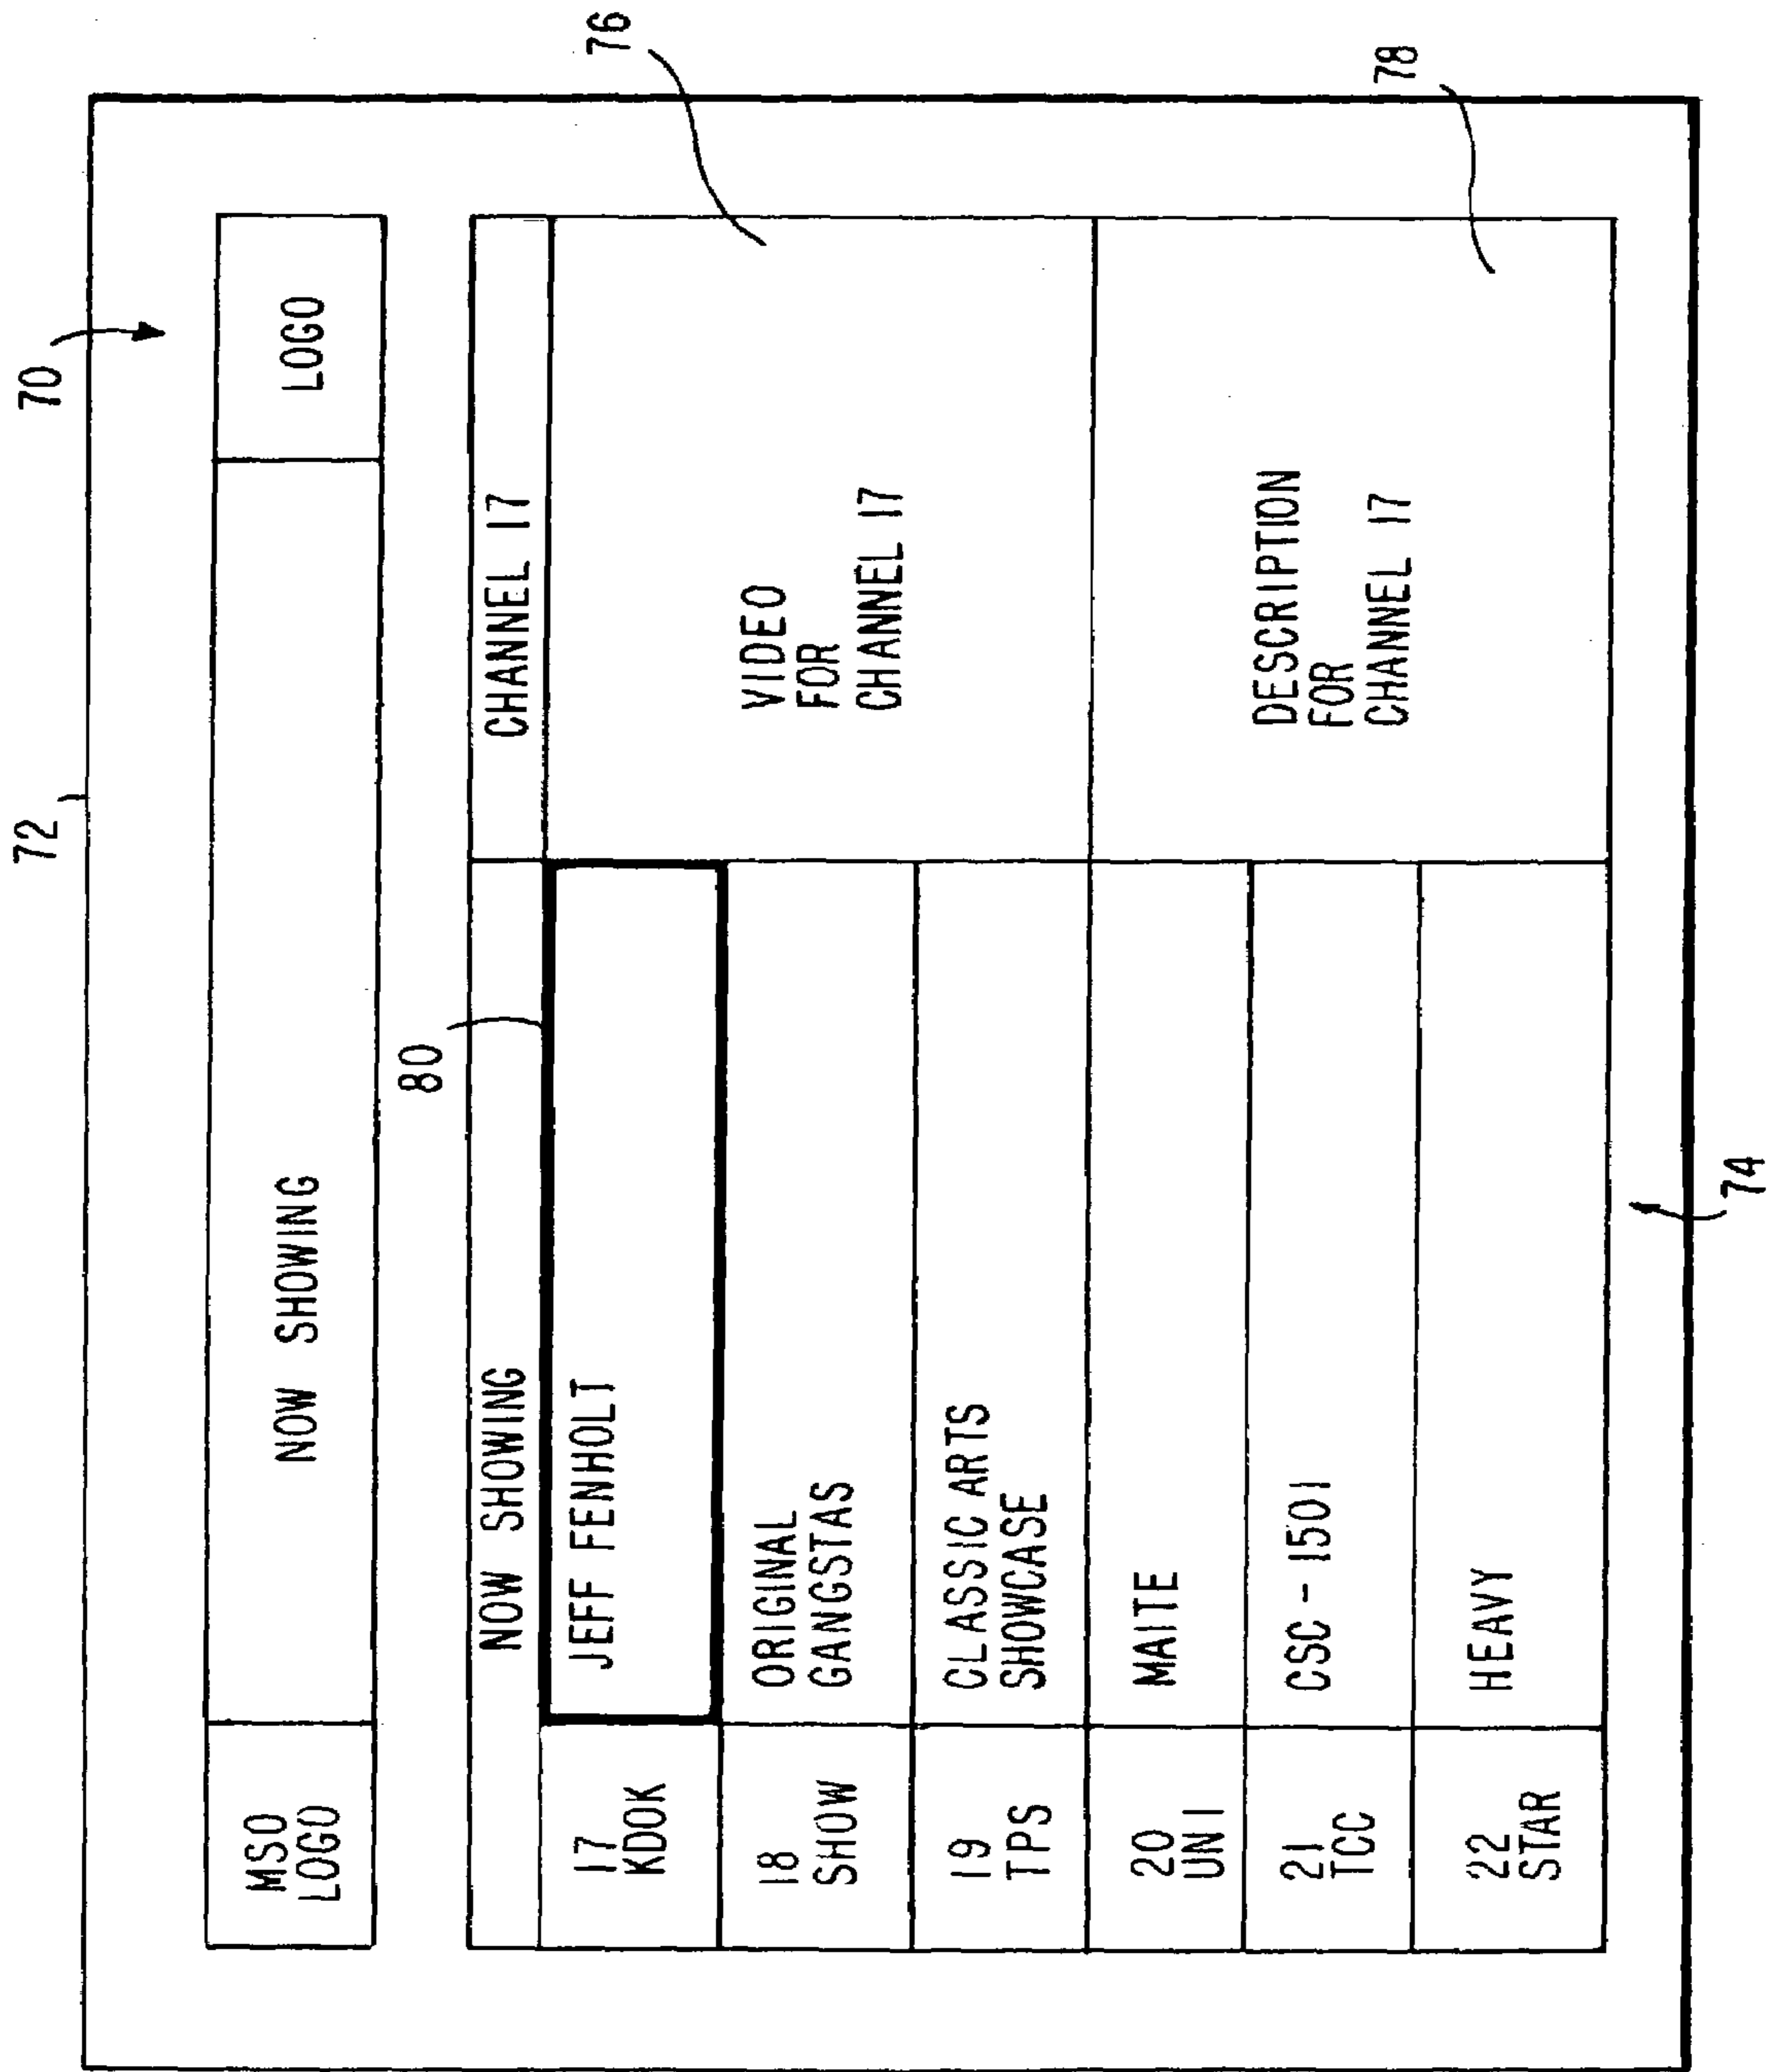 72
70
MSO
LOGO
NOW SHOWING
LOGO
80
NOW SHOWING
CHANNEL 17
17
KDOK
JEFF FENHOLT
18
SHOW
ORIGINAL
GANGSTAS
19
TPS
CLASSIC ARTS
SHOWCASE
VIDEO
FOR
CHANNEL 17
76
20
UNI
MAITE
21
TCC
CSC - 1501
22
STAR
HEAVY
DESCRIPTION
FOR
CHANNEL 17
78
74